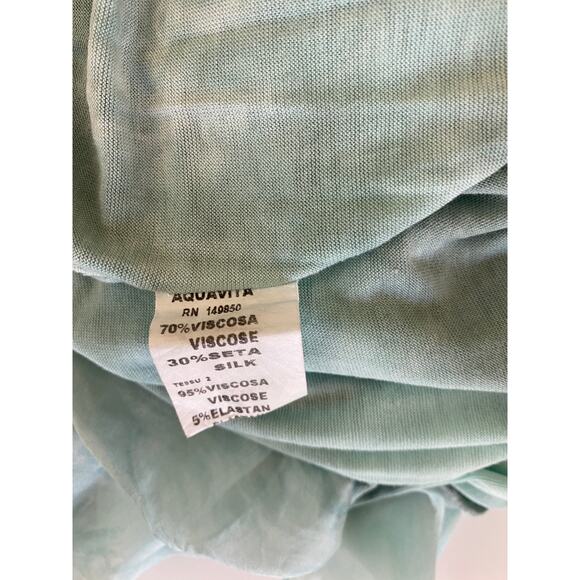 AQUAVITA
RN 149850
70%VISCOSA
VISCOSE
30%SETA
SILK
TESSU 2
95%VISCOSA
VISCOSE
5%ELASTAN